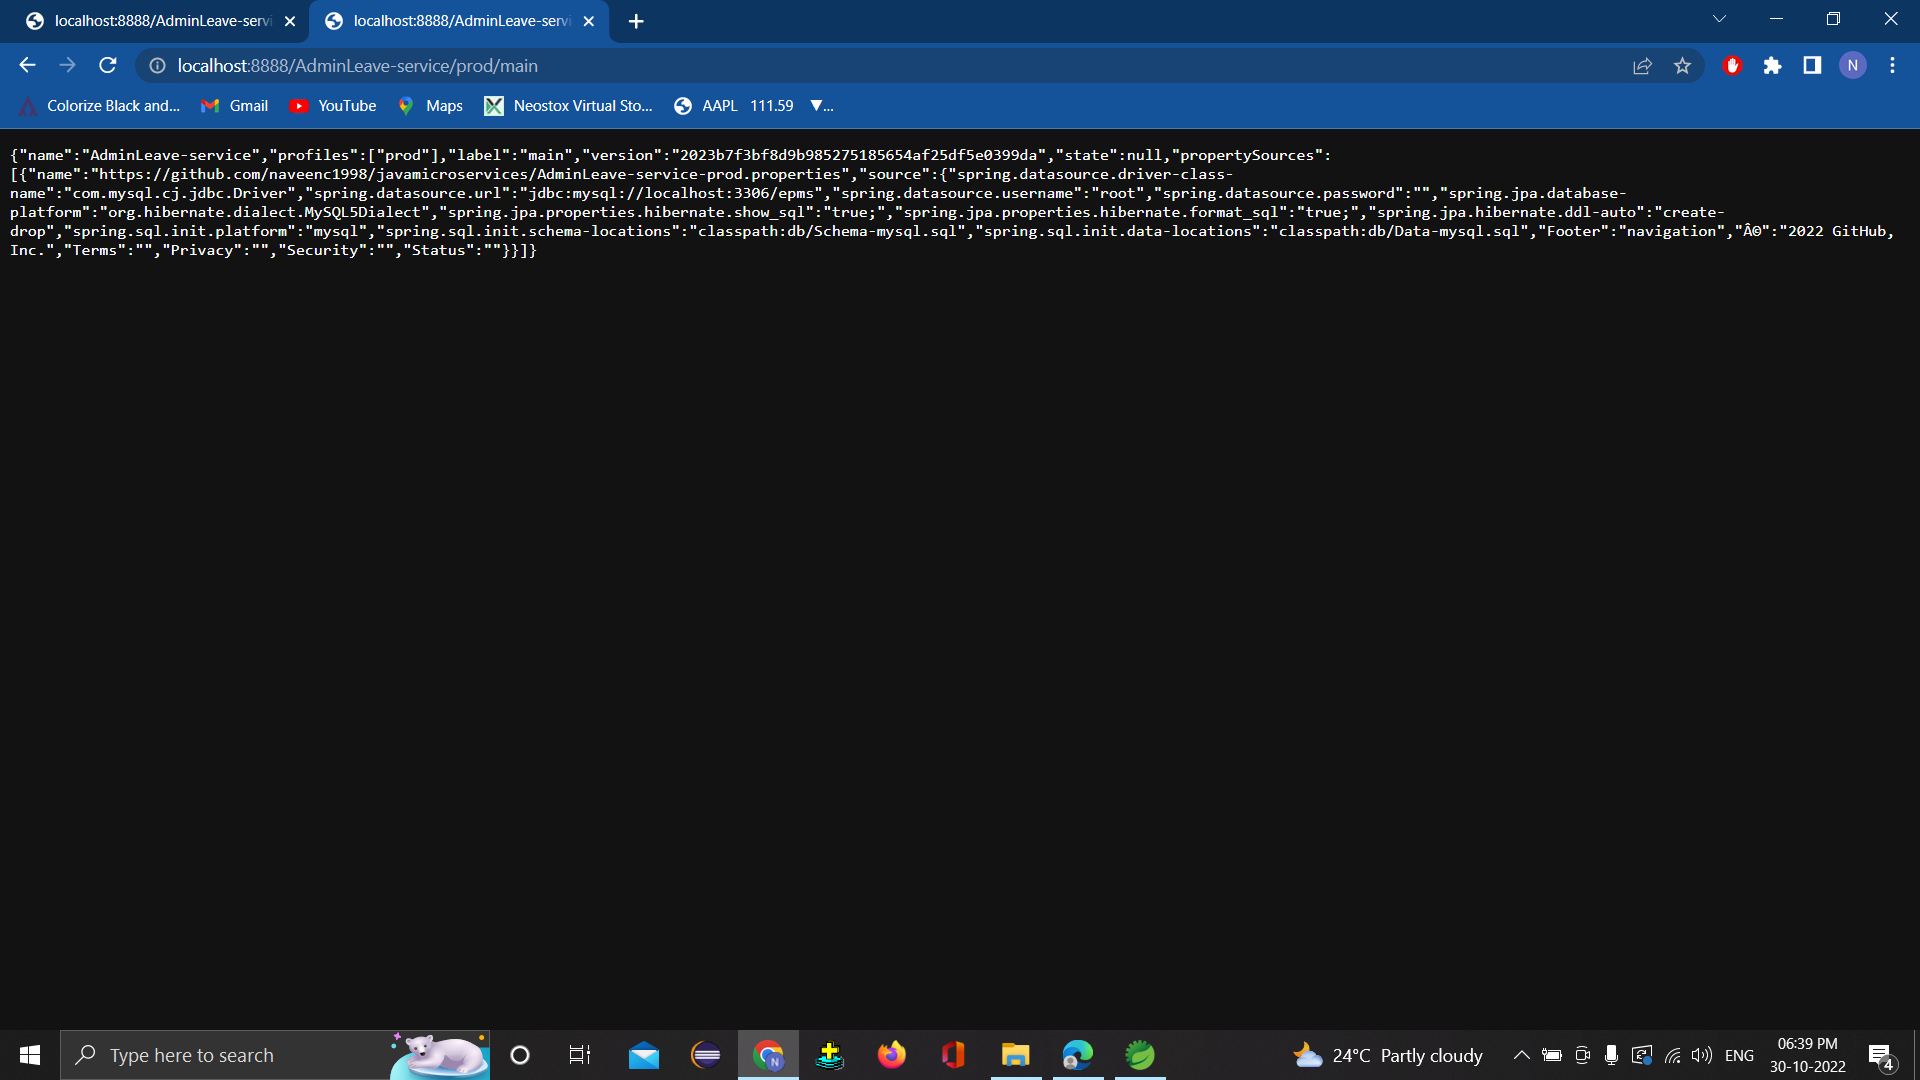 localhost:8888/AdminLeave-servi
localhost:8888/AdminLeave-servi
localhost:8888/AdminLeave-service/prod/main
N
Colorize Black and...
Gmail
YouTube
Maps
Neostox Virtual Sto...
AAPL 111.59 ▼...
{"name":"AdminLeave-service","profiles":["prod"],"label":"main","version":"2023b7f3bf8d9b985275185654af25df5e0399da","state":null,"propertySources":
[{"name":"https://github.com/naveenc1998/javamicroservices/AdminLeave-service-prod.properties","source":{"spring.datasource.driver-class-
name":"com.mysql.cj.jdbc.Driver","spring.datasource.url":"jdbc:mysql://localhost:3306/epms","spring.datasource.username":"root","spring.datasource.password":"","spring.jpa.database-
platform":"org.hibernate.dialect.MySQL5Dialect","spring.jpa.properties.hibernate.show_sql":"true;","spring.jpa.properties.hibernate.format_sql":"true;","spring.jpa.hibernate.ddl-auto":"create-
drop","spring.sql.init.platform":"mysql","spring.sql.init.schema-locations":"classpath:db/Schema-mysql.sql","spring.sql.init.data-locations":"classpath:db/Data-mysql.sql","Footer":"navigation","Â©":"2022 GitHub,
Inc.","Terms":"","Privacy":"","Security":"","Status":""}}]}
Type here to search
N
24°C Partly cloudy
ENG
06:39 PM
30-10-2022
4